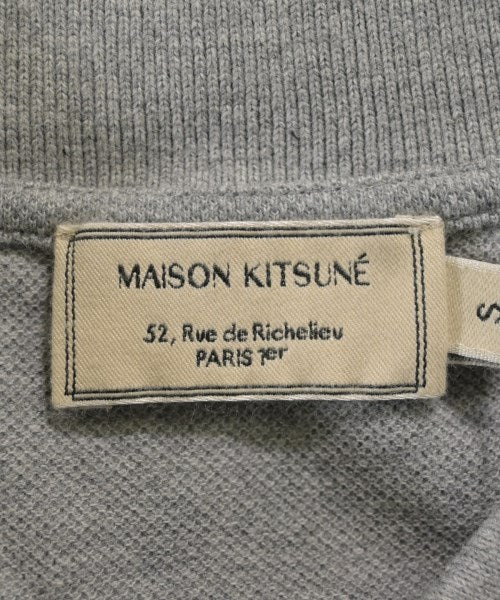 MAISON KITSUNÉ
52, Rue de Richelieu
PARIS 1er
S